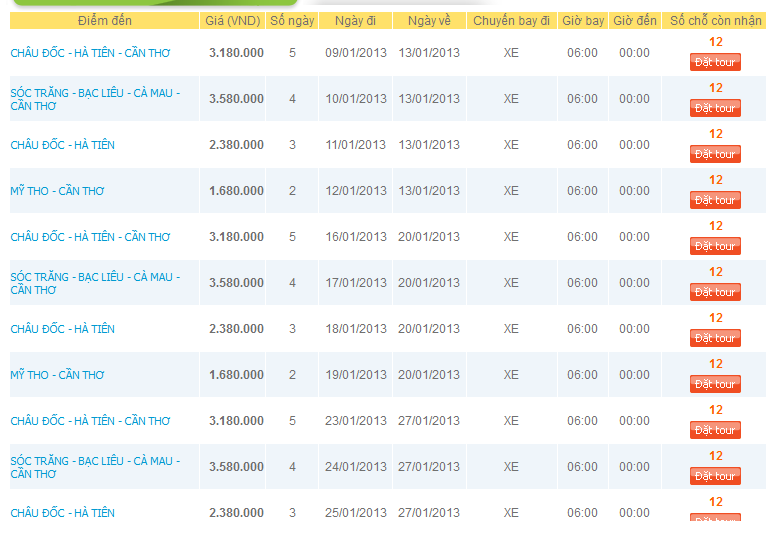 Điểm đến Giá (VND) Số ngày Ngày đi Ngày về Chuyến bay đi Giờ bay Giờ đến Số chỗ còn nhận
CHÂU ĐỐC - HÀ TIÊN - CẦN THƠ 3.180.000 5 09/01/2013 13/01/2013 XE 06:00 00:00 12
Đặt tour
SÓC TRĂNG - BẠC LIÊU - CÀ MAU - CẦN THƠ 3.580.000 4 10/01/2013 13/01/2013 XE 06:00 00:00 12
Đặt tour
CHÂU ĐỐC - HÀ TIÊN 2.380.000 3 11/01/2013 13/01/2013 XE 06:00 00:00 12
Đặt tour
MỸ THO - CẦN THƠ 1.680.000 2 12/01/2013 13/01/2013 XE 06:00 00:00 12
Đặt tour
CHÂU ĐỐC - HÀ TIÊN - CẦN THƠ 3.180.000 5 16/01/2013 20/01/2013 XE 06:00 00:00 12
Đặt tour
SÓC TRĂNG - BẠC LIÊU - CÀ MAU - CẦN THƠ 3.580.000 4 17/01/2013 20/01/2013 XE 06:00 00:00 12
Đặt tour
CHÂU ĐỐC - HÀ TIÊN 2.380.000 3 18/01/2013 20/01/2013 XE 06:00 00:00 12
Đặt tour
MỸ THO - CẦN THƠ 1.680.000 2 19/01/2013 20/01/2013 XE 06:00 00:00 12
Đặt tour
CHÂU ĐỐC - HÀ TIÊN - CẦN THƠ 3.180.000 5 23/01/2013 27/01/2013 XE 06:00 00:00 12
Đặt tour
SÓC TRĂNG - BẠC LIÊU - CÀ MAU - CẦN THƠ 3.580.000 4 24/01/2013 27/01/2013 XE 06:00 00:00 12
Đặt tour
CHÂU ĐỐC - HÀ TIÊN 2.380.000 3 25/01/2013 27/01/2013 XE 06:00 00:00 12
Đặt tour